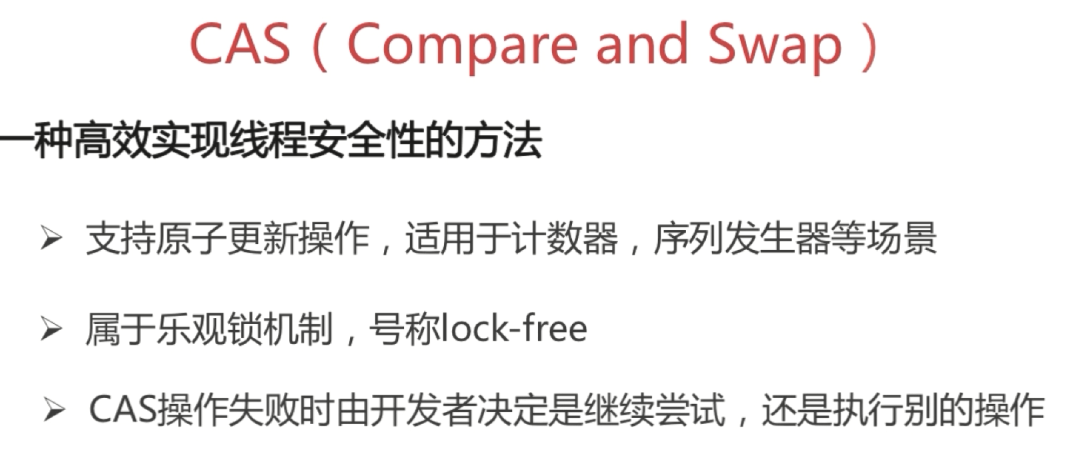 CAS（Compare and Swap）
一种高效实现线程安全性的方法
➢ 支持原子更新操作，适用于计数器，序列发生器等场景
➢ 属于乐观锁机制，号称lock-free
➢ CAS操作失败时由开发者决定是继续尝试，还是执行别的操作